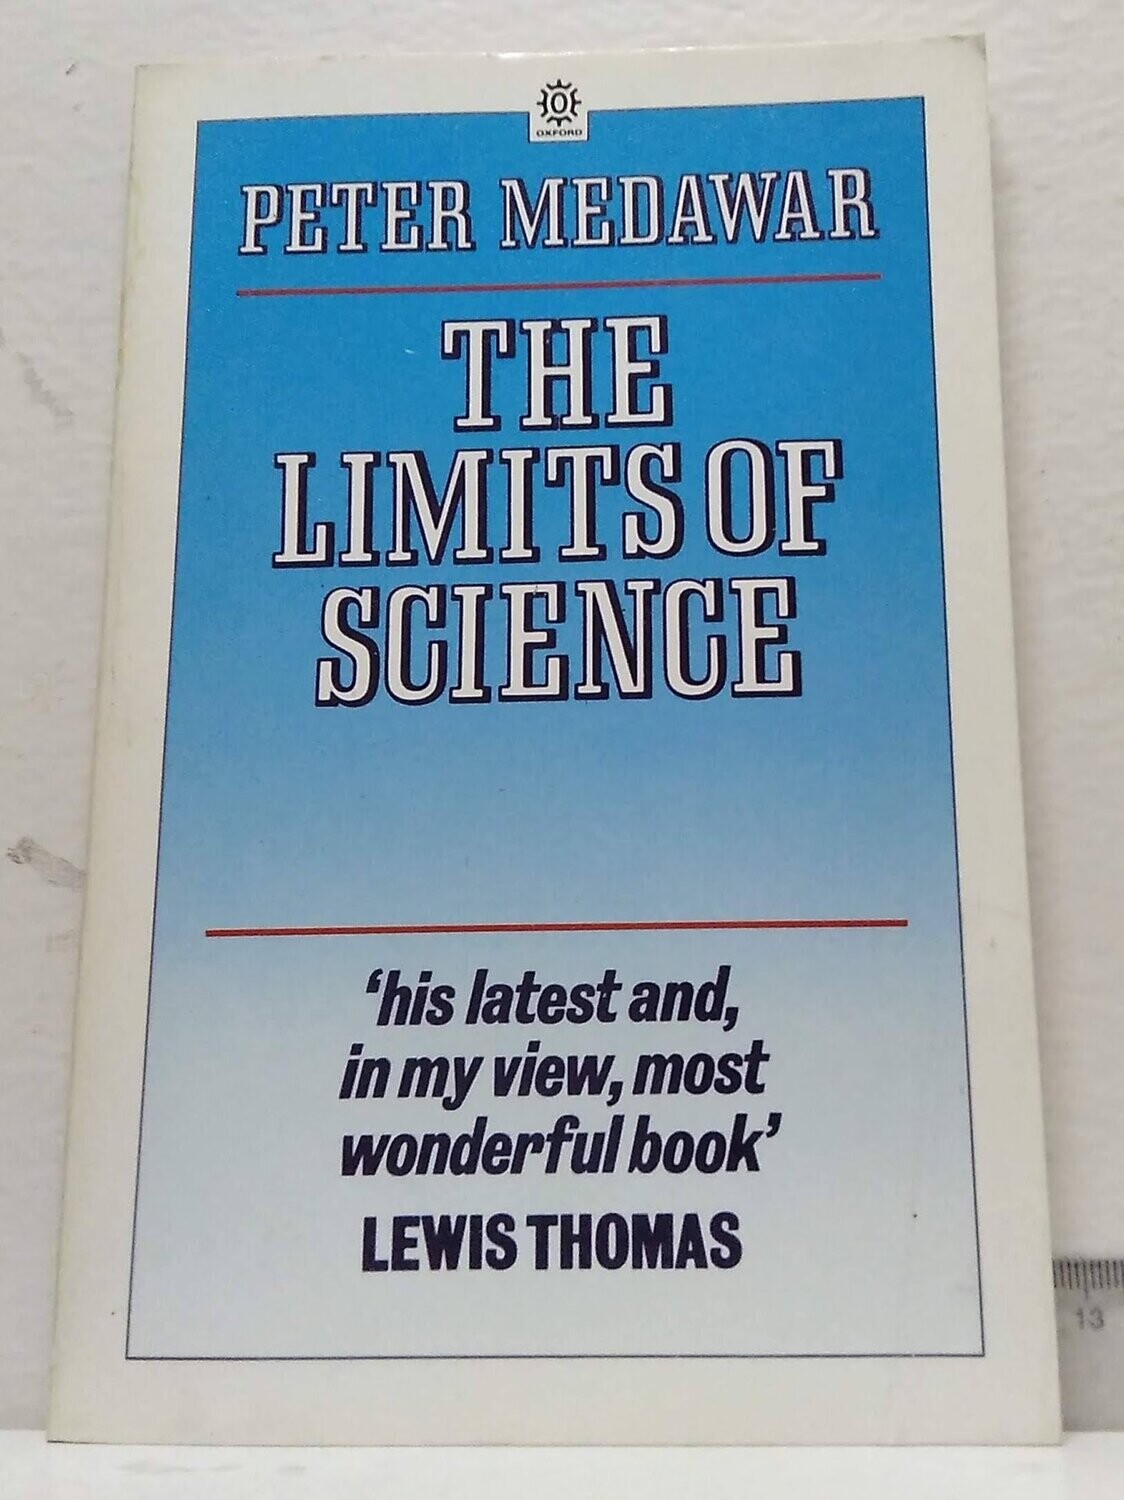 O
OXFORD
PETER MEDAWAR
THE
LIMITS OF
SCIENCE
‘his latest and,
in my view, most
wonderful book’
LEWIS THOMAS
13